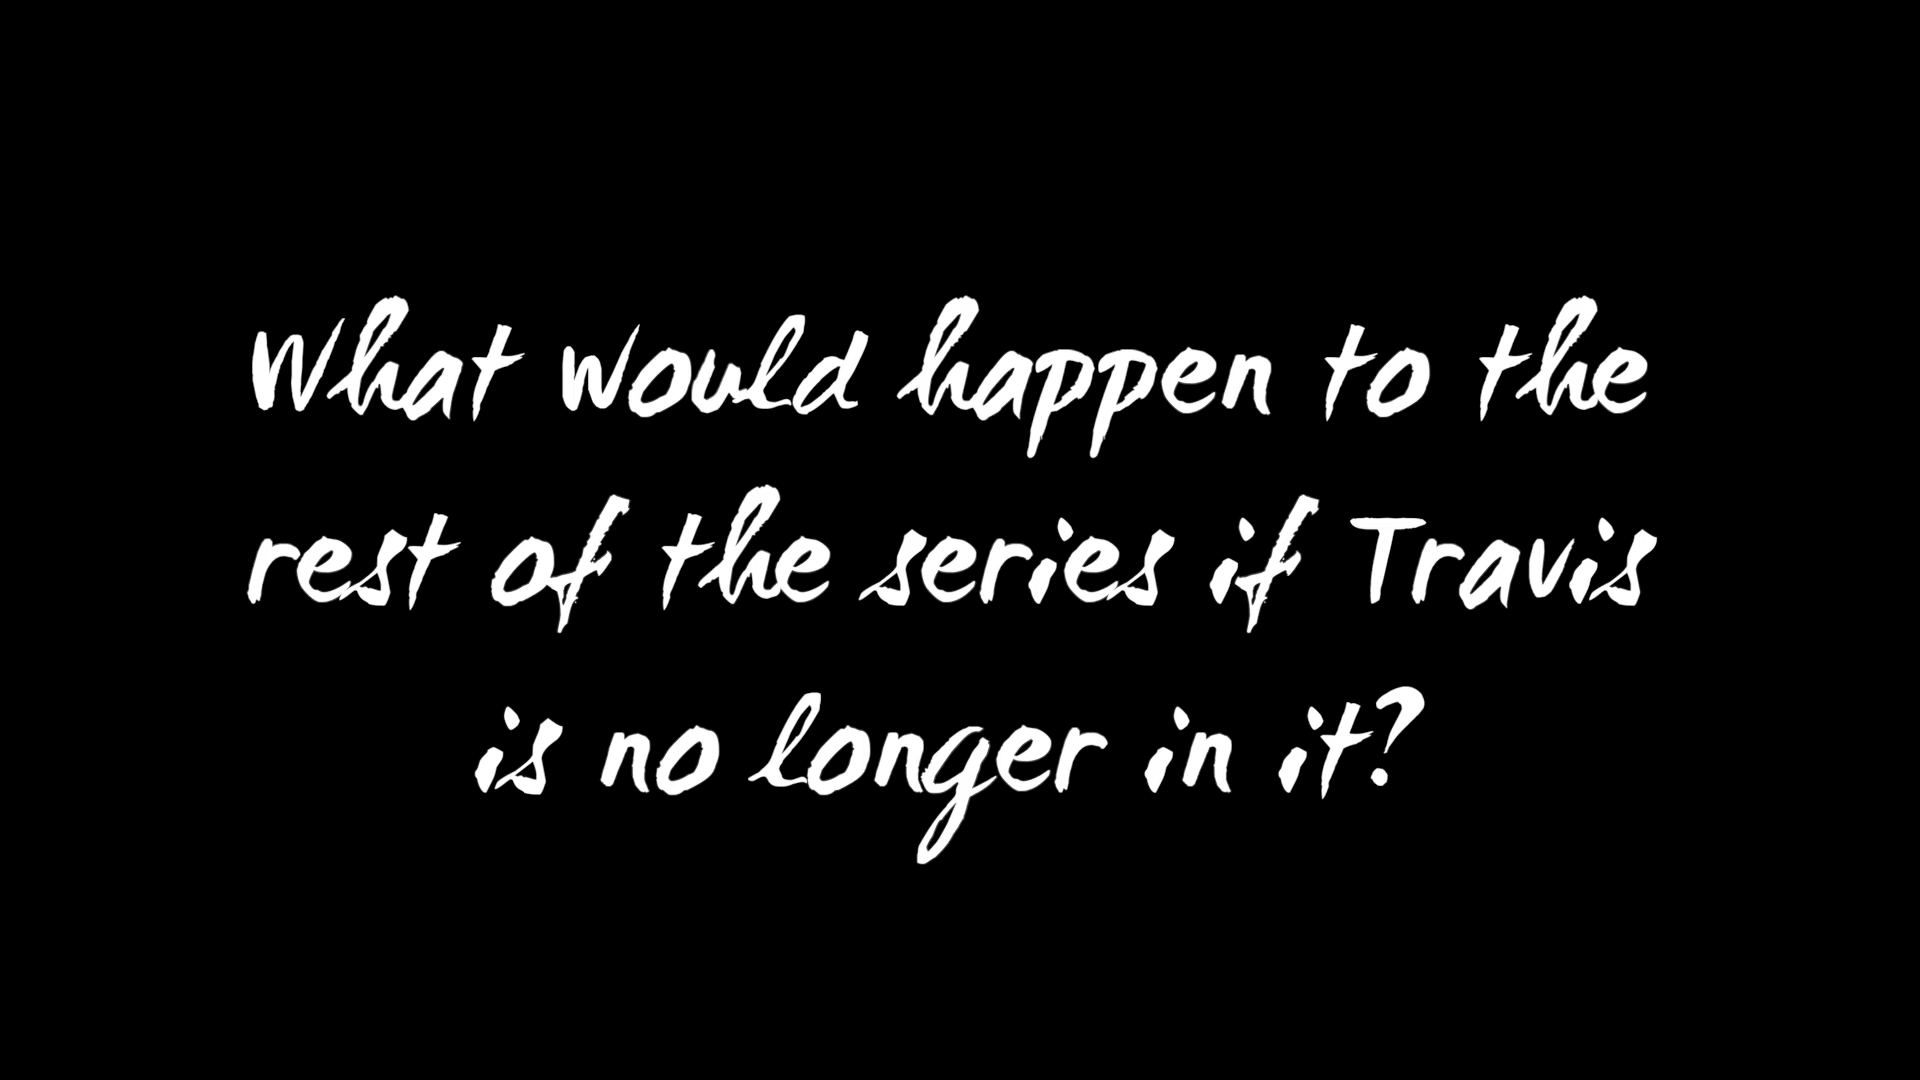 What would happen to the
rest of the series if Travis
is no longer in it?